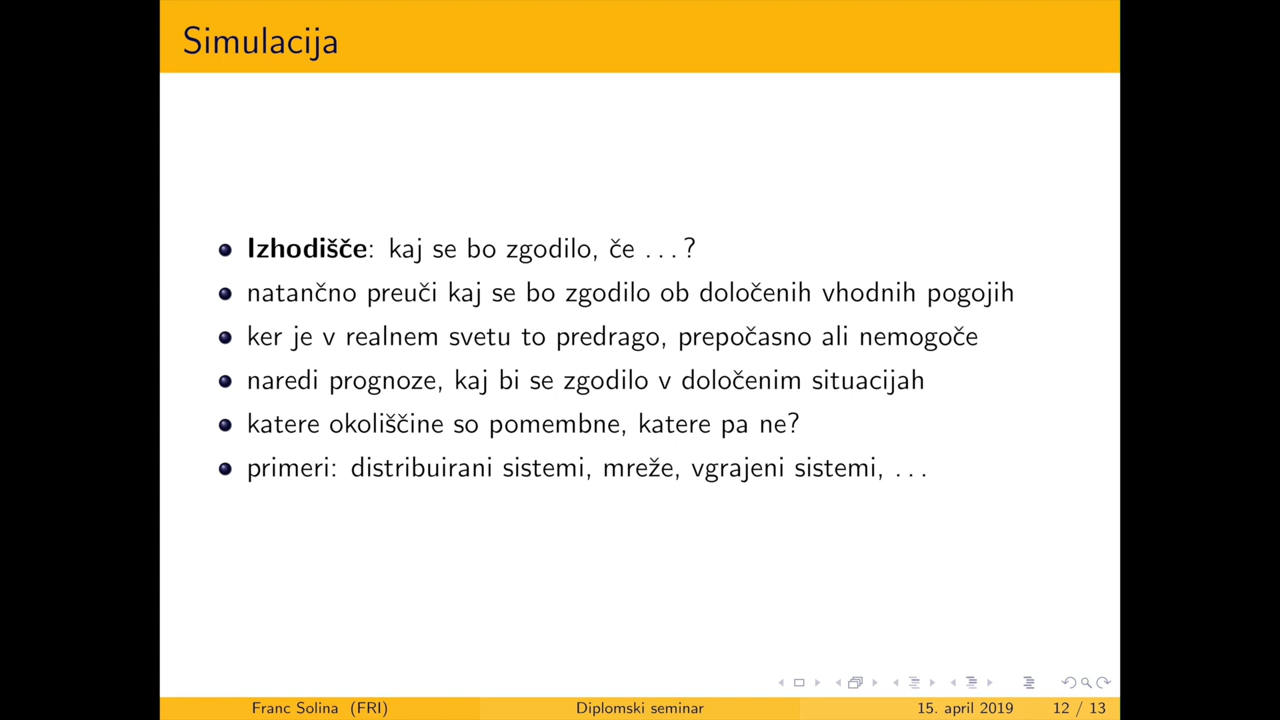 Simulacija
Izhodišče: kaj se bo zgodilo, če . . . ?
natančno preuči kaj se bo zgodilo ob določenih vhodnih pogojih
ker je v realnem svetu to predrago, prepočasno ali nemogoče
naredi prognoze, kaj bi se zgodilo v določenim situacijah
katere okoliščine so pomembne, katere pa ne?
primeri: distribuirani sistemi, mreže, vgrajeni sistemi, . . .
Franc Solina (FRI) Diplomski seminar 15. april 2019 12 / 13